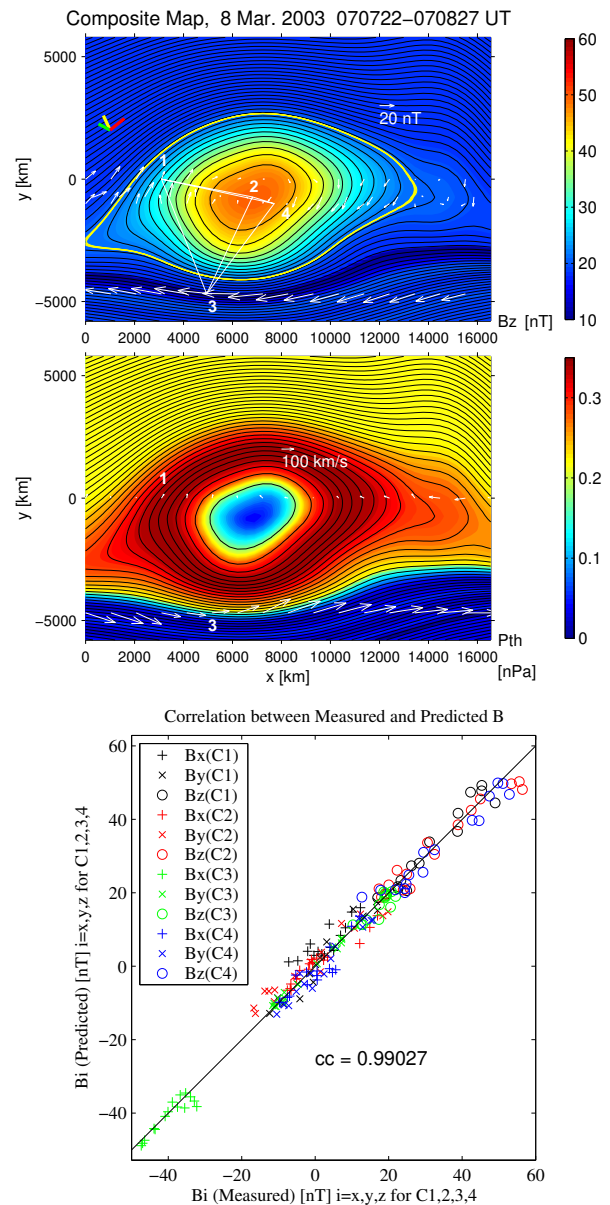 Composite Map, 8 Mar. 2003 070722−070827 UT
5000
0
−5000
y [km]
20 nT
1
2
4
3
0 2000 4000 6000 8000 10000 12000 14000 16000
Bz [nT]
60
50
40
30
20
10
5000
0
−5000
y [km]
100 km/s
1
3
0 2000 4000 6000 8000 10000 12000 14000 16000
x [km]
Pth
[nPa]
0.3
0.2
0.1
0
Correlation between Measured and Predicted B
60
40
20
0
−20
−40
Bi (Predicted) [nT] i=x,y,z for C1,2,3,4
Bx(C1)
By(C1)
Bz(C1)
Bx(C2)
By(C2)
Bz(C2)
Bx(C3)
By(C3)
Bz(C3)
Bx(C4)
By(C4)
Bz(C4)
cc = 0.99027
−40 −20 0 20 40 60
Bi (Measured) [nT] i=x,y,z for C1,2,3,4